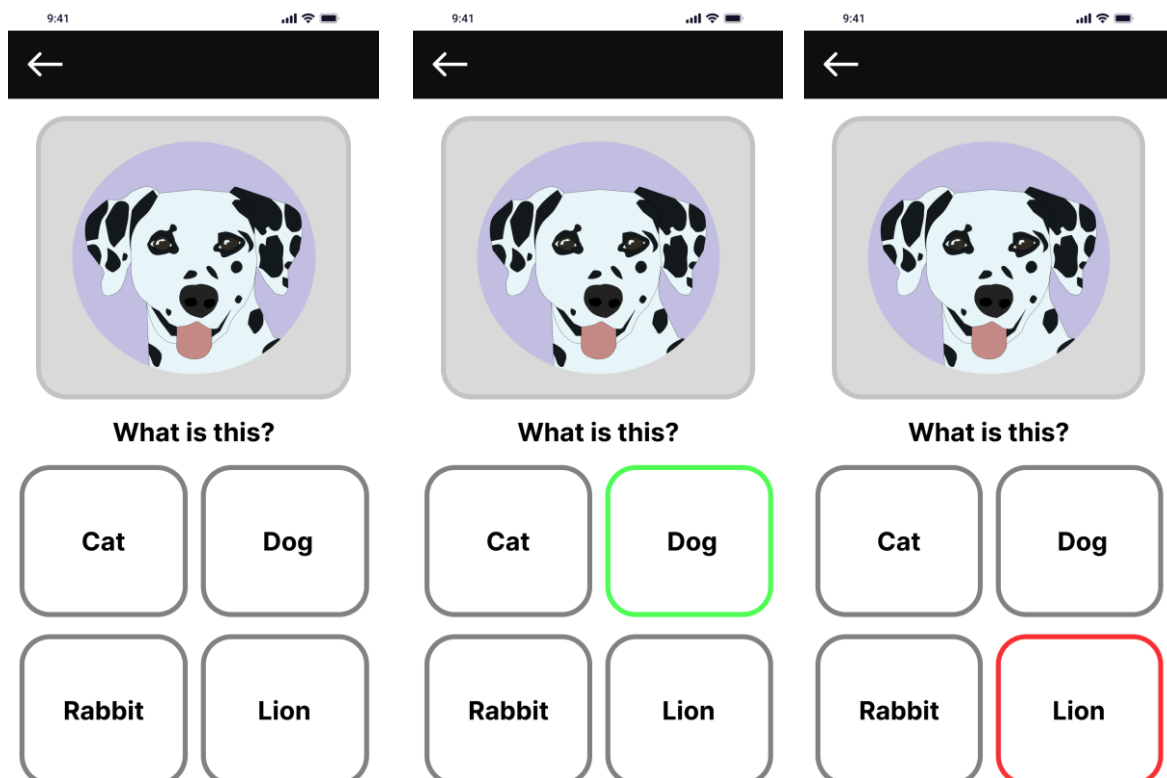 9:41
What is this?
Cat
Dog
Rabbit
Lion
9:41
What is this?
Cat
Dog
Rabbit
Lion
9:41
What is this?
Cat
Dog
Rabbit
Lion